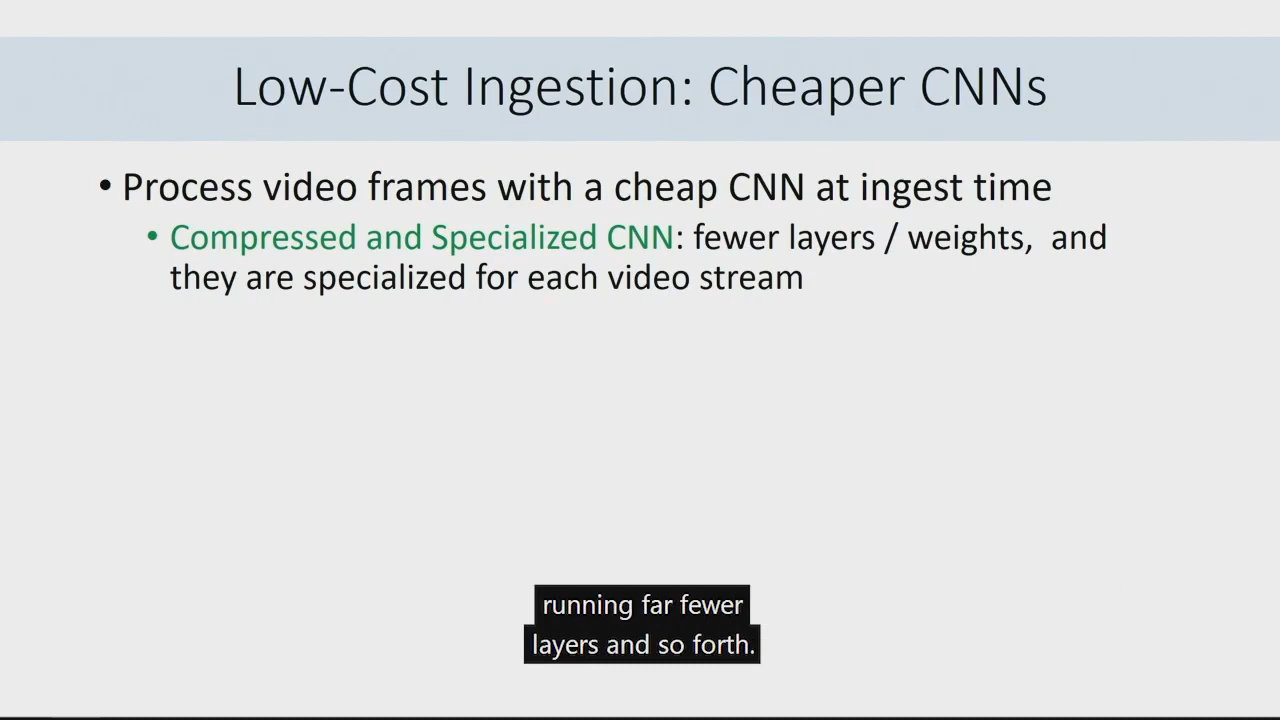 Low-Cost Ingestion: Cheaper CNNs
• Process video frames with a cheap CNN at ingest time
• Compressed and Specialized CNN: fewer layers / weights, and
they are specialized for each video stream
running far fewer
layers and so forth.